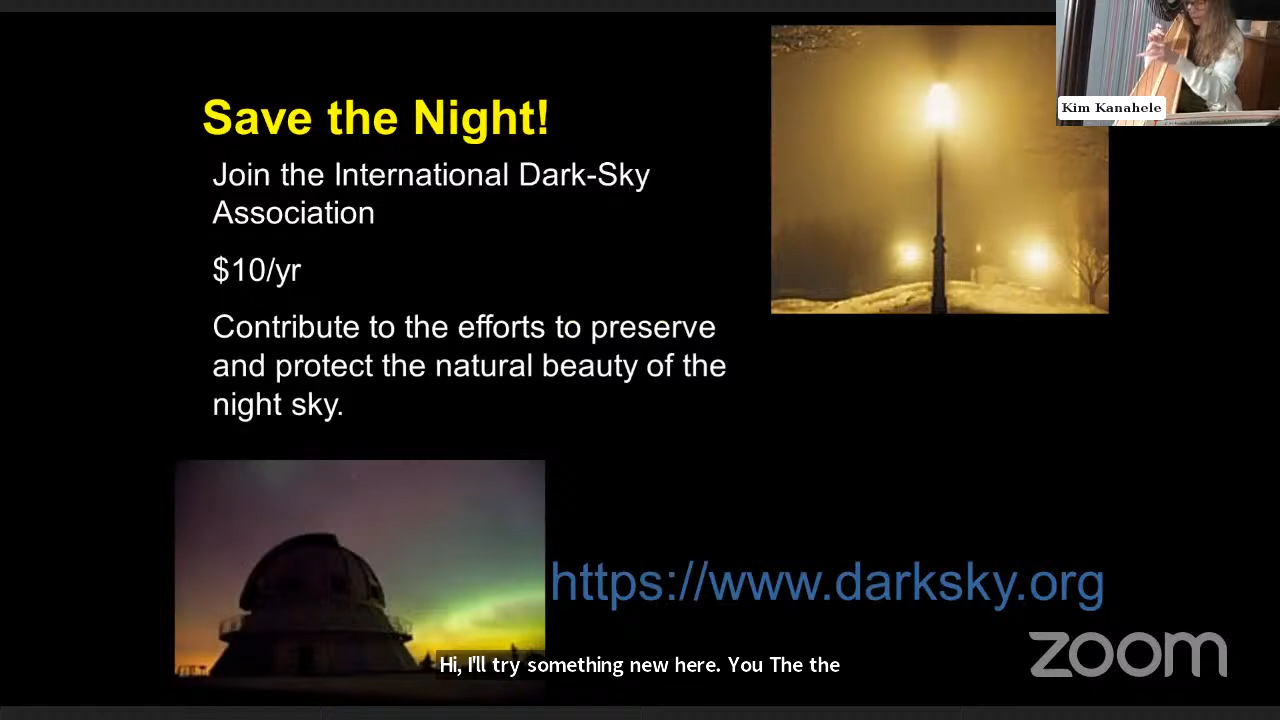 Save the Night!
Join the International Dark-Sky
Association
$10/yr
Contribute to the efforts to preserve
and protect the natural beauty of the
night sky.
Kim Kanahele
https://www.darksky.org
Hi, I'll try something new here. You The the
zoom